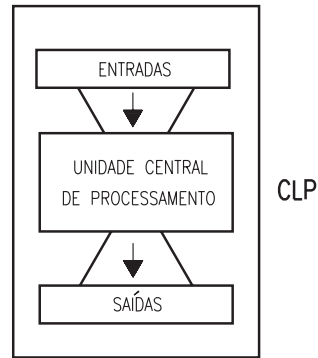 ENTRADAS
UNIDADE CENTRAL
DE PROCESSAMENTO
CLP
SAÍDAS